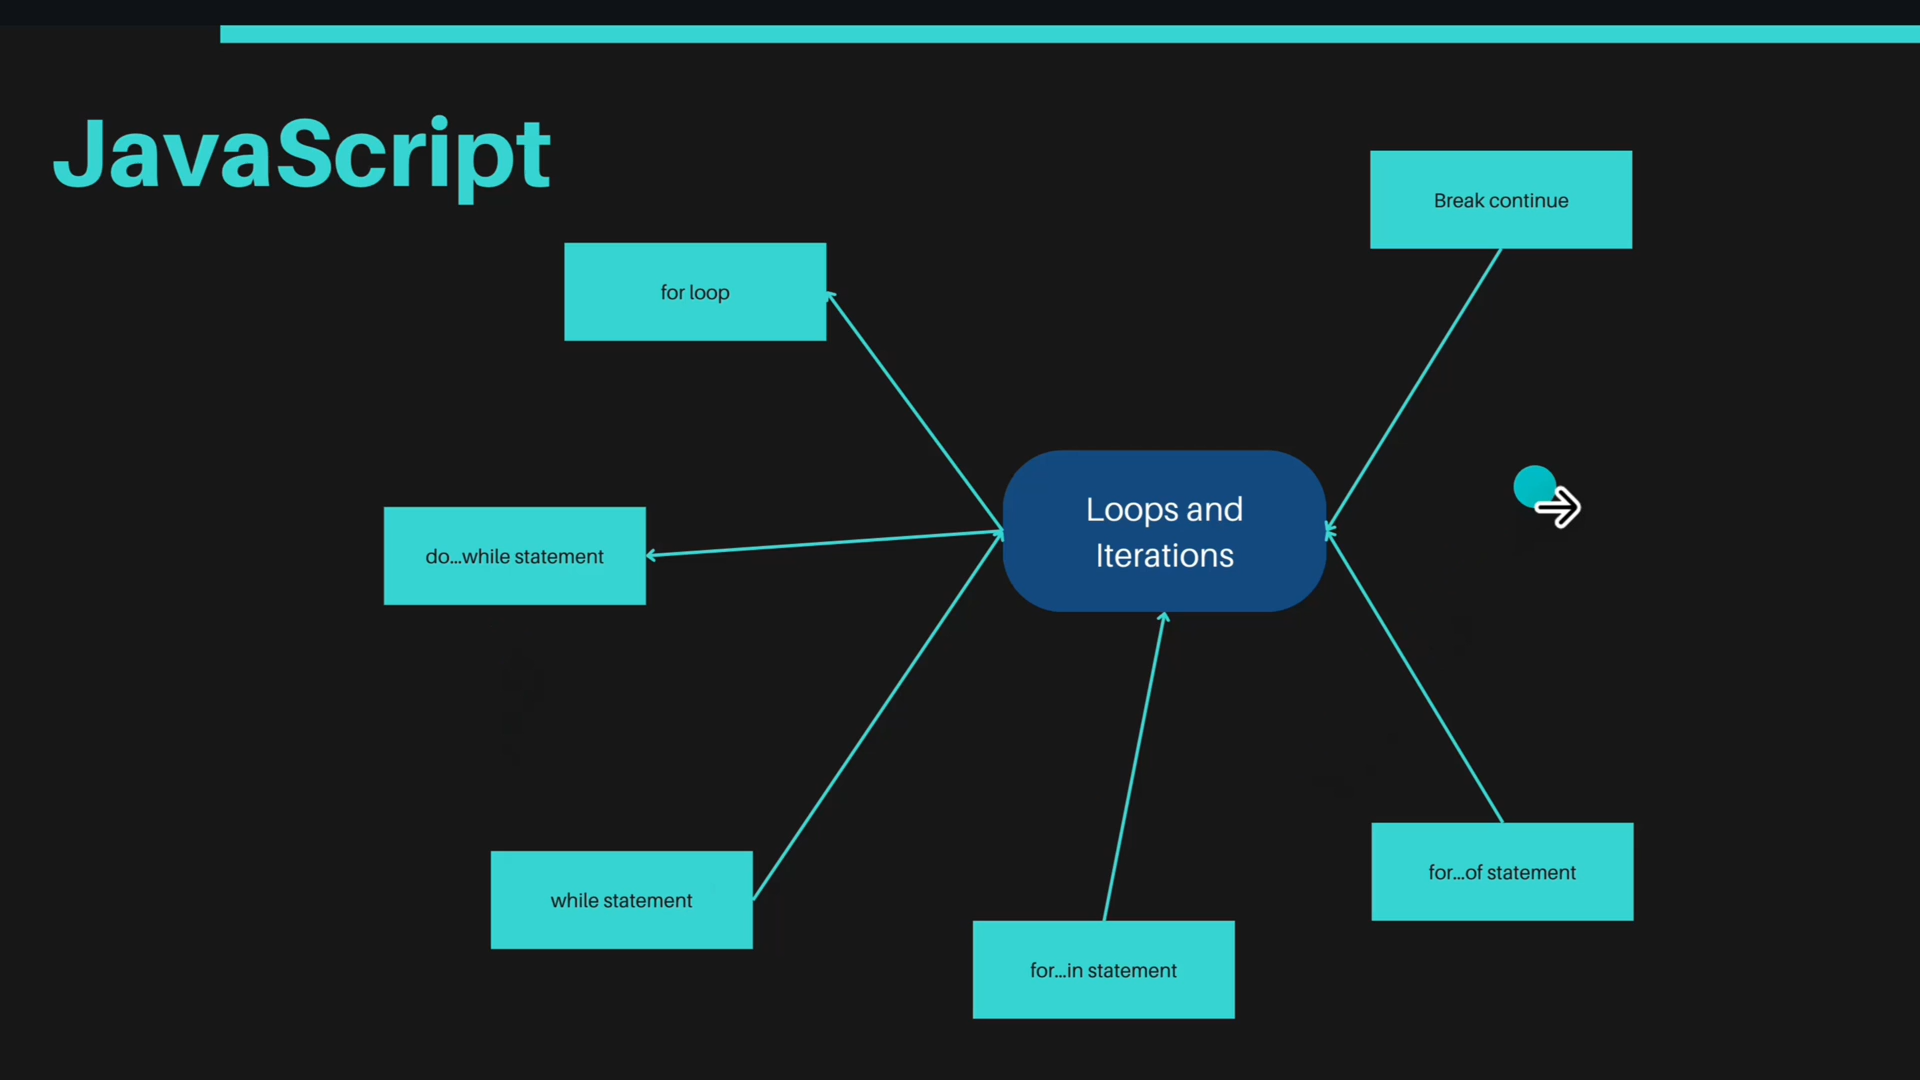 JavaScript
Break continue
for loop
Loops and
Iterations
do...while statement
for...of statement
while statement
for...in statement